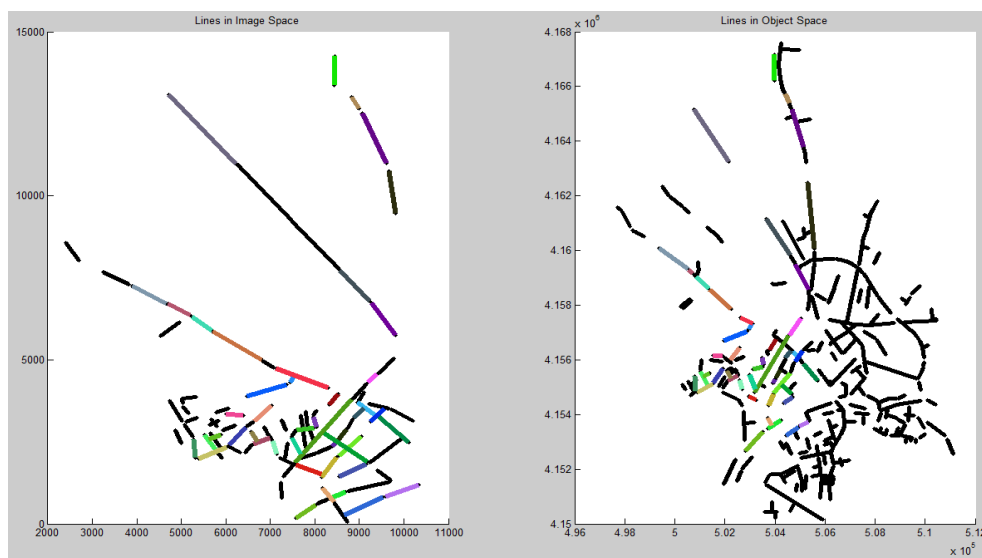 Lines in Image Space
15000
10000
5000
0
2000 3000 4000 5000 6000 7000 8000 9000 10000 11000
Lines in Object Space
x 10⁶
4.168
4.166
4.164
4.162
4.16
4.158
4.156
4.154
4.152
4.15
4.96 4.98 5 5.02 5.04 5.06 5.08 5.1 5.12
x 10⁵